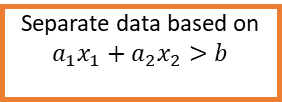 Separate data based on
a₁x₁ + a₂x₂ > b